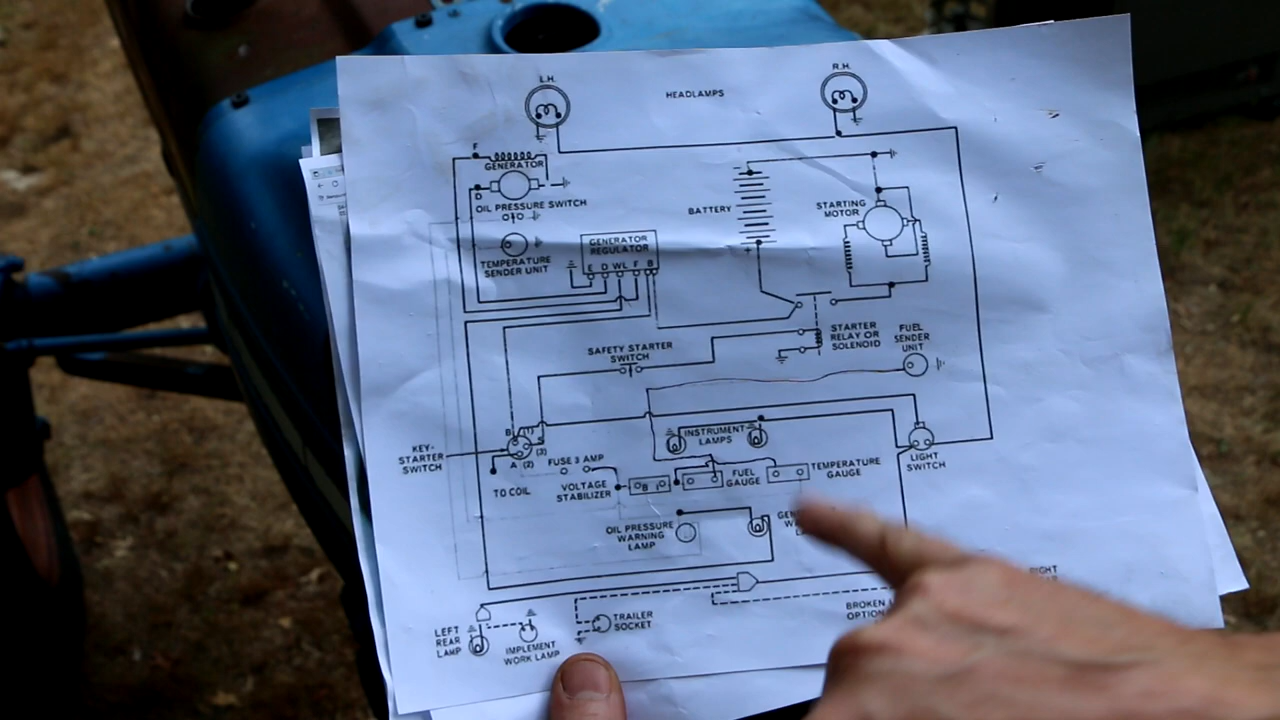 L.H.
R.H.
HEADLAMPS
F
GENERATOR
D
OIL PRESSURE SWITCH
TEMPERATURE
SENDER UNIT
GENERATOR
REGULATOR
E D WL F B
BATTERY
STARTING
MOTOR
+
SAFETY STARTER
SWITCH
STARTER
RELAY OR
SOLENOID
FUEL
SENDER
UNIT
KEY-
STARTER
SWITCH
B (1)
(3)
A (2)
TO COIL
FUSE 3 AMP
VOLTAGE
STABILIZER
B I
INSTRUMENT
LAMPS
FUEL
GAUGE
TEMPERATURE
GAUGE
LIGHT
SWITCH
OIL PRESSURE
WARNING
LAMP
LEFT
REAR
LAMP
IMPLEMENT
WORK LAMP
TRAILER
SOCKET
BROKEN